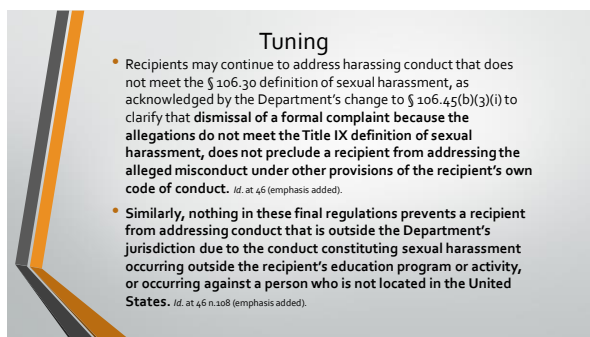 Tuning
• Recipients may continue to address harassing conduct that does
not meet the § 106.30 definition of sexual harassment, as
acknowledged by the Department's change to § 106.45(b)(3)(i) to
clarify that dismissal of a formal complaint because the
allegations do not meet the Title IX definition of sexual
harassment, does not preclude a recipient from addressing the
alleged misconduct under other provisions of the recipient's own
code of conduct. Id. at 46 (emphasis added).
• Similarly, nothing in these final regulations prevents a recipient
from addressing conduct that is outside the Department's
jurisdiction due to the conduct constituting sexual harassment
occurring outside the recipient's education program or activity,
or occurring against a person who is not located in the United
States. Id. at 46 n.108 (emphasis added).